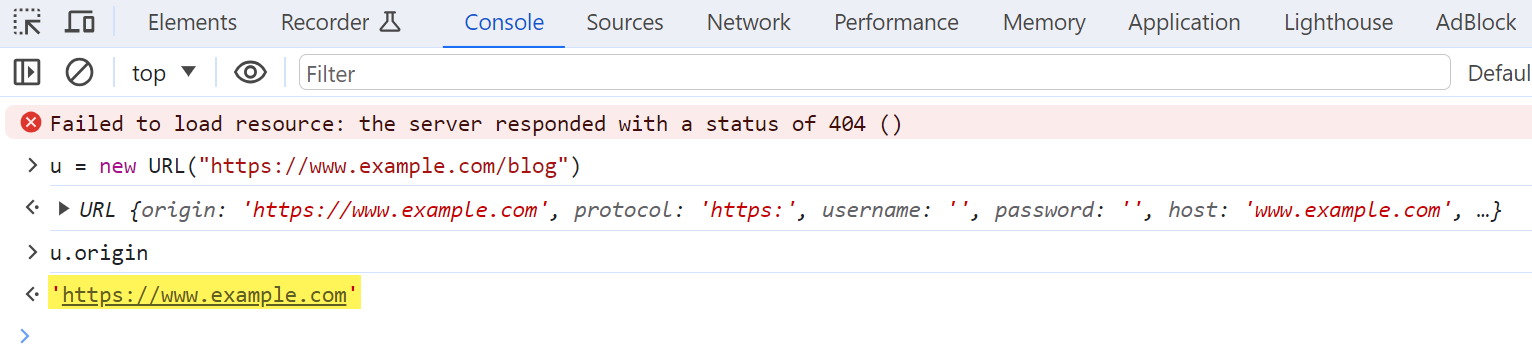 Elements Recorder Console Sources Network Performance Memory Application Lighthouse AdBlock
top Filter Defaul
Failed to load resource: the server responded with a status of 404 ()
> u = new URL("https://www.example.com/blog")
URL {origin: 'https://www.example.com', protocol: 'https:', username: '', password: '', host: 'www.example.com', …}
> u.origin
'https://www.example.com'
>